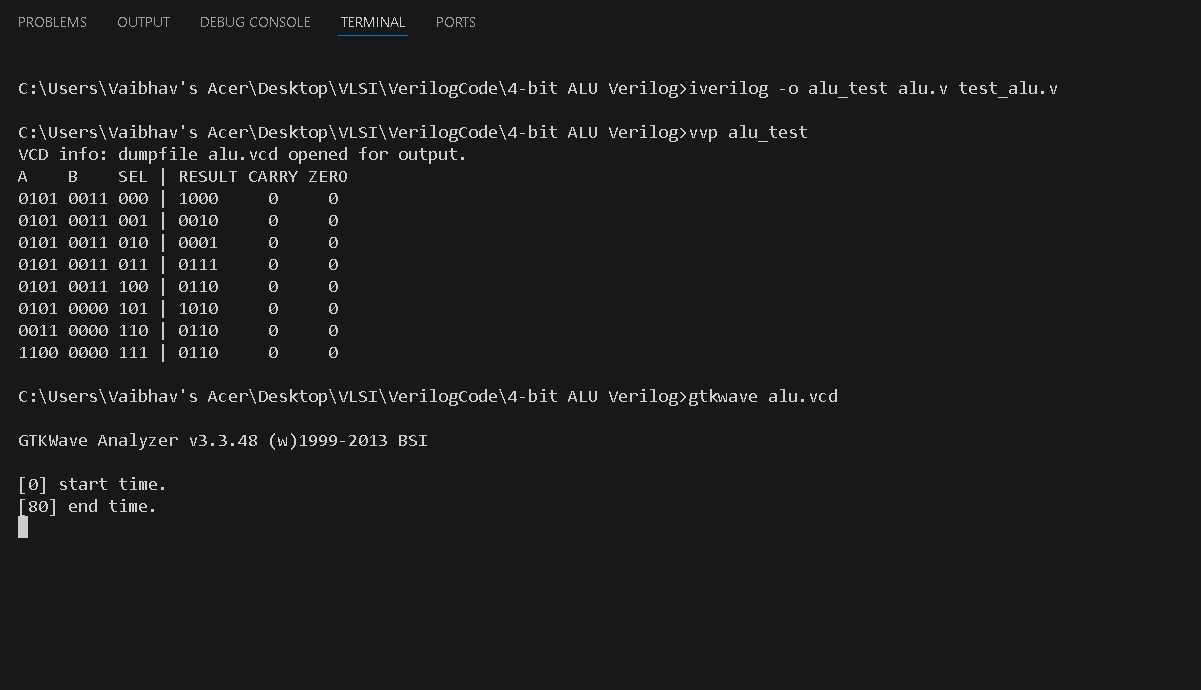 PROBLEMS OUTPUT DEBUG CONSOLE TERMINAL PORTS
C:\Users\Vaibhav's Acer\Desktop\VLSI\VerilogCode\4-bit ALU Verilog>iverilog -o alu_test alu.v test_alu.v
C:\Users\Vaibhav's Acer\Desktop\VLSI\VerilogCode\4-bit ALU Verilog>vvp alu_test
VCD info: dumpfile alu.vcd opened for output.
A    B    SEL | RESULT CARRY ZERO
0101 0011 000 | 1000     0     0
0101 0011 001 | 0010     0     0
0101 0011 010 | 0001     0     0
0101 0011 011 | 0111     0     0
0101 0011 100 | 0110     0     0
0101 0000 101 | 1010     0     0
0011 0000 110 | 0110     0     0
1100 0000 111 | 0110     0     0
C:\Users\Vaibhav's Acer\Desktop\VLSI\VerilogCode\4-bit ALU Verilog>gtkwave alu.vcd
GTKWave Analyzer v3.3.48 (w)1999-2013 BSI
[0] start time.
[80] end time.